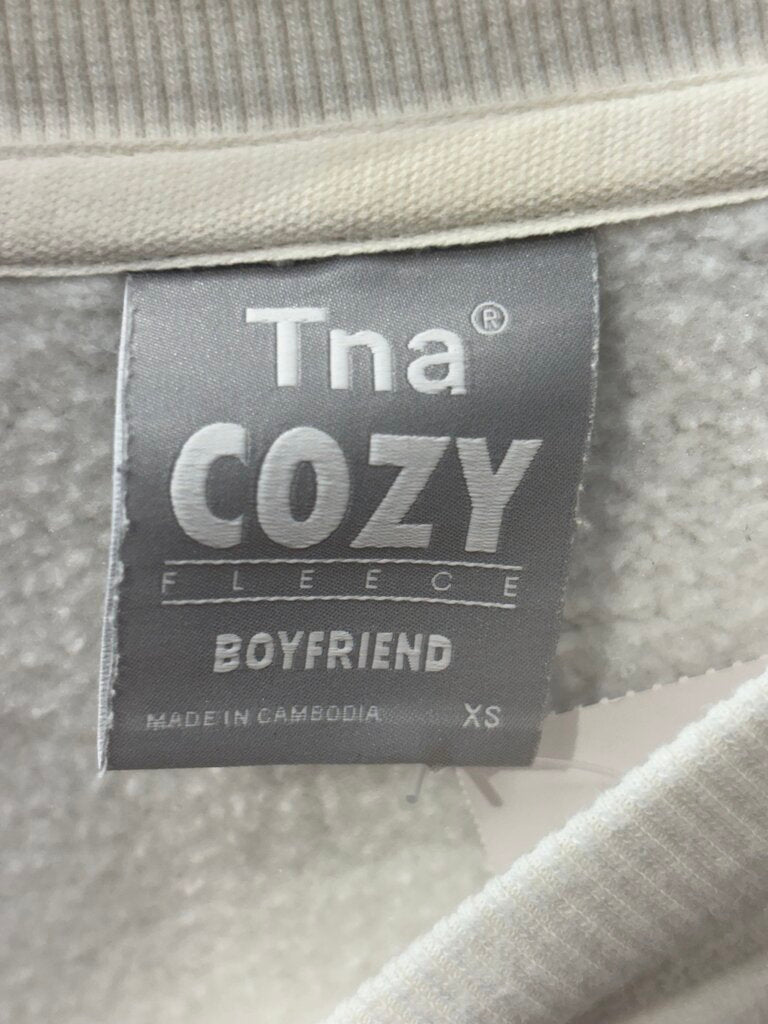 Tna®
COZY
FLEECE
BOYFRIEND
MADE IN CAMBODIA XS